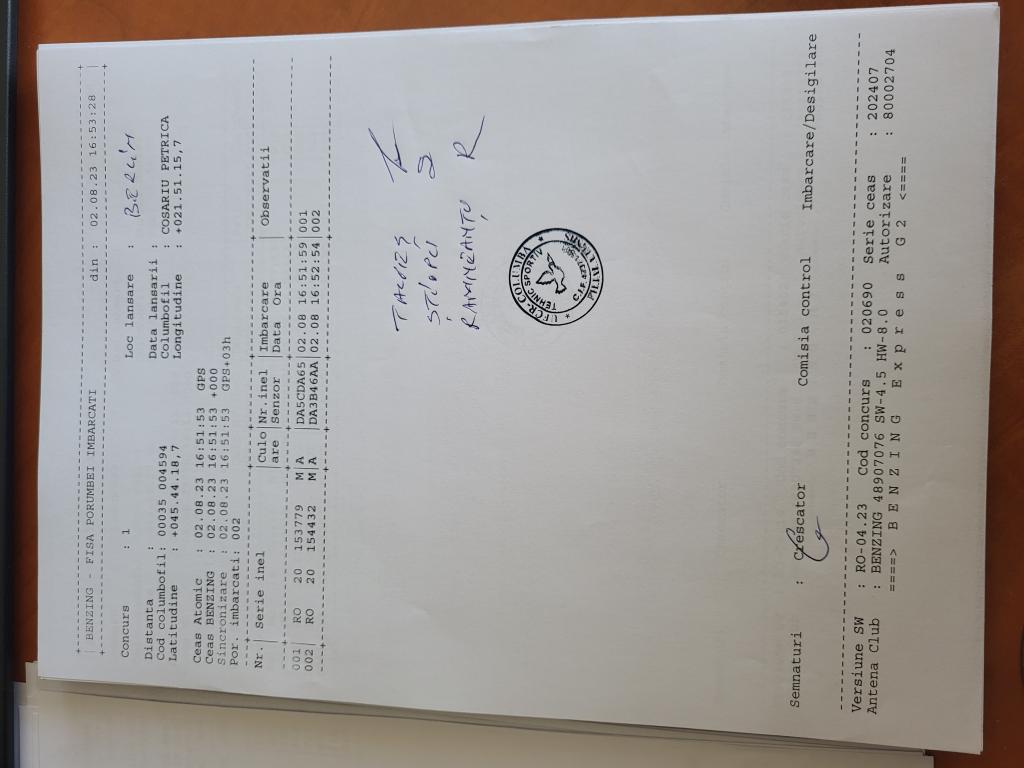 BENZING - FISA PORUMBEI IMBARCATI din : 02.08.23 16:53:28
Concurs : 1 Loc lansare : BERLIN
Distanta : Data lansarii :
Cod columbofil: 00035 004594 Columbofil : COSARIU PETRICA
Latitudine : +045.44.18,7 Longitudine : +021.51.15,7
Ceas Atomic : 02.08.23 16:51:53 GPS
Ceas BENZING : 02.08.23 16:51:53 +000
Sincronizare : 02.08.23 16:51:53 GPS+03h
Por. imbarcati: 002
Nr.| Serie inel |Culo|Nr.inel |Imbarcare |Observatii
|are |Senzor |Data Ora |
001| RO 20 153779 M|A |DA5CDA65|02.08 16:51:59|001
002| RO 20 154432 M|A |DA3B46AA|02.08 16:52:54|002
UFCR-COLUMBA
TEHNIC SPORTIV
Semnaturi : Crescator Comisia control Imbarcare/Desigilare
Versiune SW : RO-04.23 Cod concurs : 020690 Serie ceas : 202407
Antena Club : BENZING 48907076 SW-4.5 HW-8.0 Autorizare : 80002704
====> B E N Z I N G E x p r e s s G 2 <====